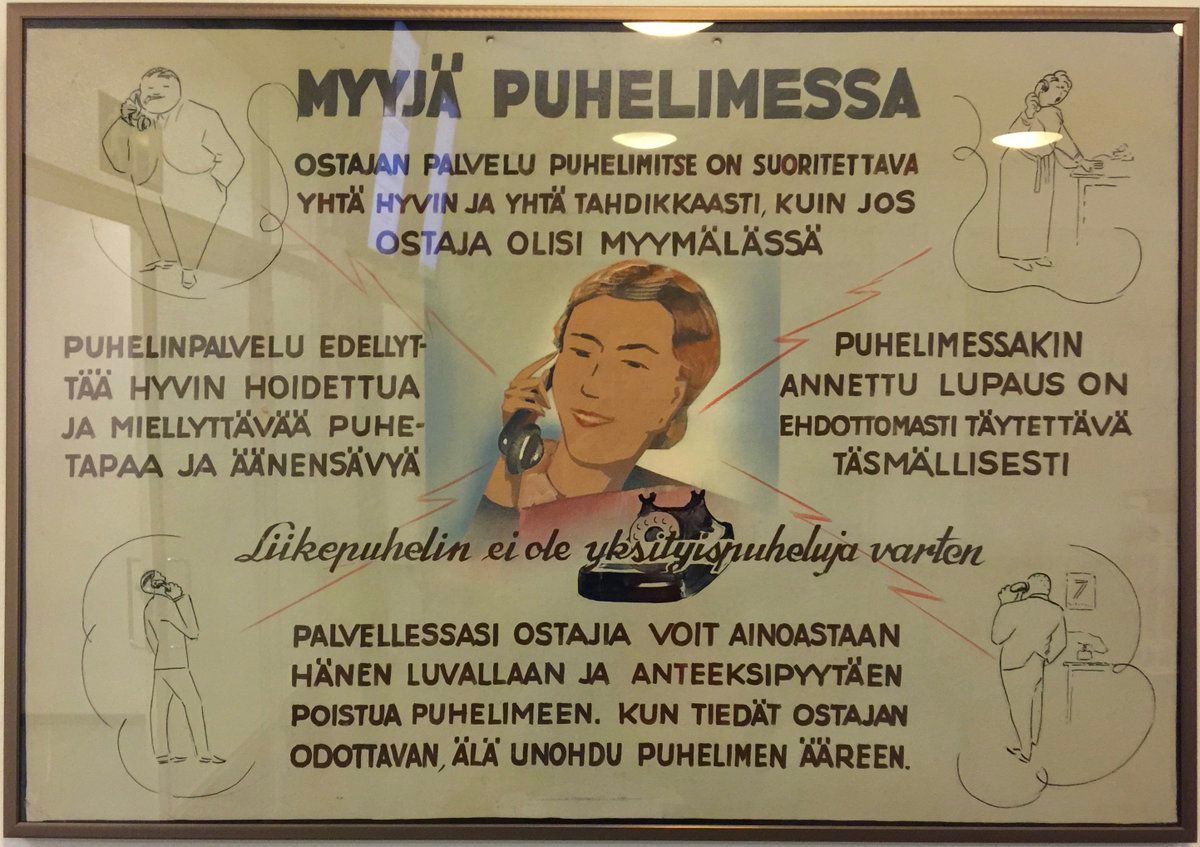 MYYJÄ PUHELIMESSA
OSTAJAN PALVELU PUHELIMITSE ON SUORITETTAVA
YHTÄ HYVIN JA YHTÄ TAHDIKKAASTI, KUIN JOS
OSTAJA OLISI MYYMÄLÄSSÄ
PUHELINPALVELU EDELLYT-
TÄÄ HYVIN HOIDETTUA
JA MIELLYTTÄVÄÄ PUHE-
TAPAA JA ÄÄNENSÄVYÄ
PUHELIMESSAKIN
ANNETTU LUPAUS ON
EHDOTTOMASTI TÄYTETTÄVÄ
TÄSMÄLLISESTI
Liikepuhelin ei ole yksityispuheluja varten
7
PALVELLESSASI OSTAJIA VOIT AINOASTAAN
HÄNEN LUVALLAAN JA ANTEEKSIPYYTÄEN
POISTUA PUHELIMEEN. KUN TIEDÄT OSTAJAN
ODOTTAVAN, ÄLÄ UNOHDU PUHELIMEN ÄÄREEN.